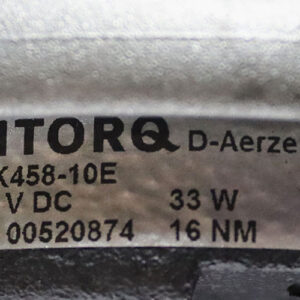 ITORQ D-Aerze
K458-10E
V DC 33 W
00520874 16 NM